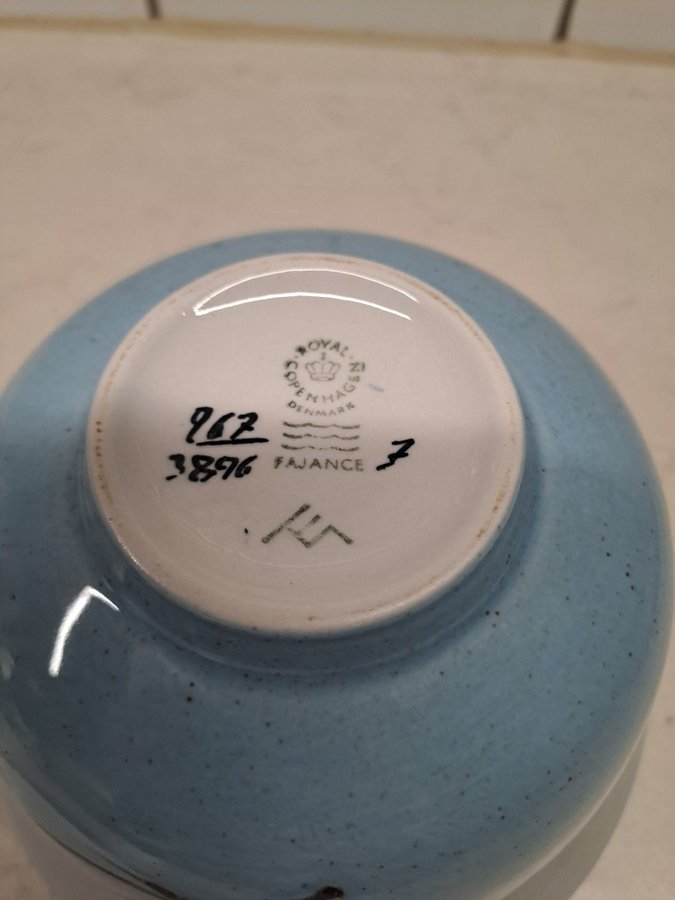 ROYAL COPENHAGEN
DENMARK
967
3896
FAJANCE
7